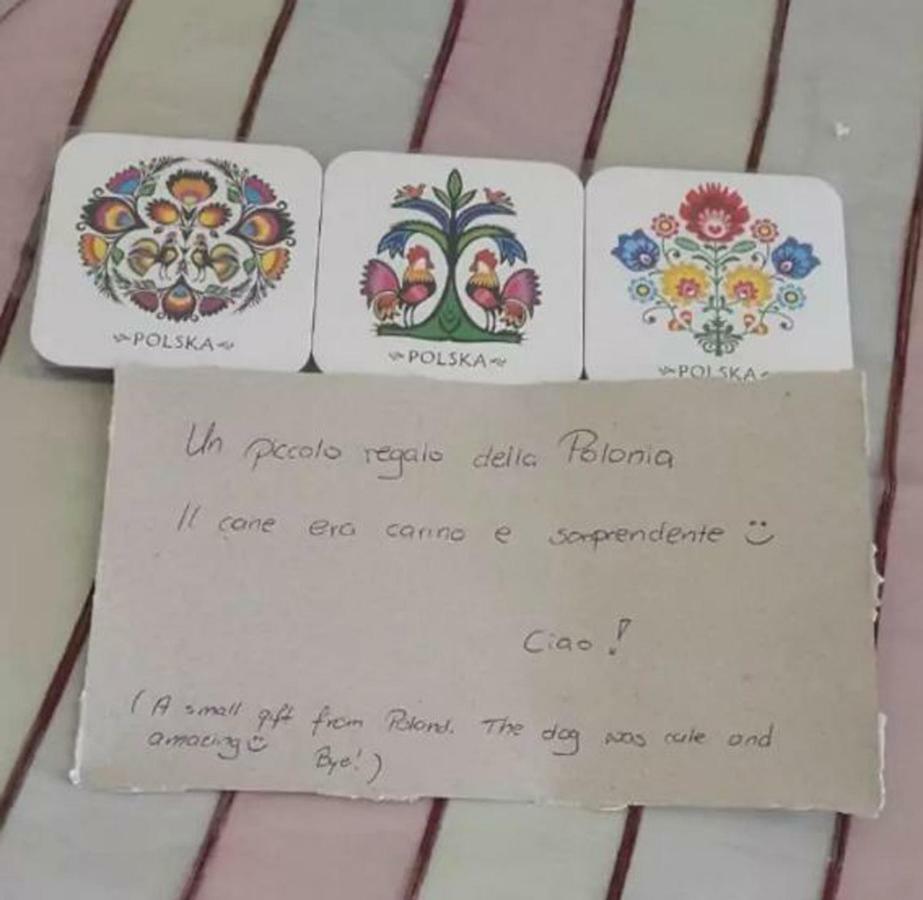 POLSKA
POLSKA
POLSKA
Un piccolo regalo della Polonia
Il cane era carino e sorprendente
Ciao!
(A small gift from Poland. The dog was cute and
amazing
Bye!)